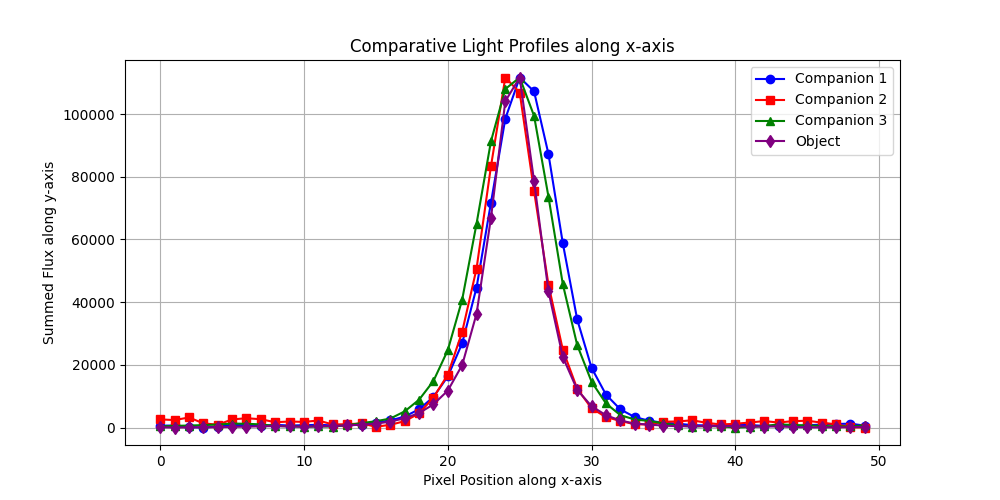 Comparative Light Profiles along x-axis
Companion 1
Companion 2
Companion 3
Object
Summed Flux along y-axis
100000
80000
60000
40000
20000
0
0 10 20 30 40 50
Pixel Position along x-axis